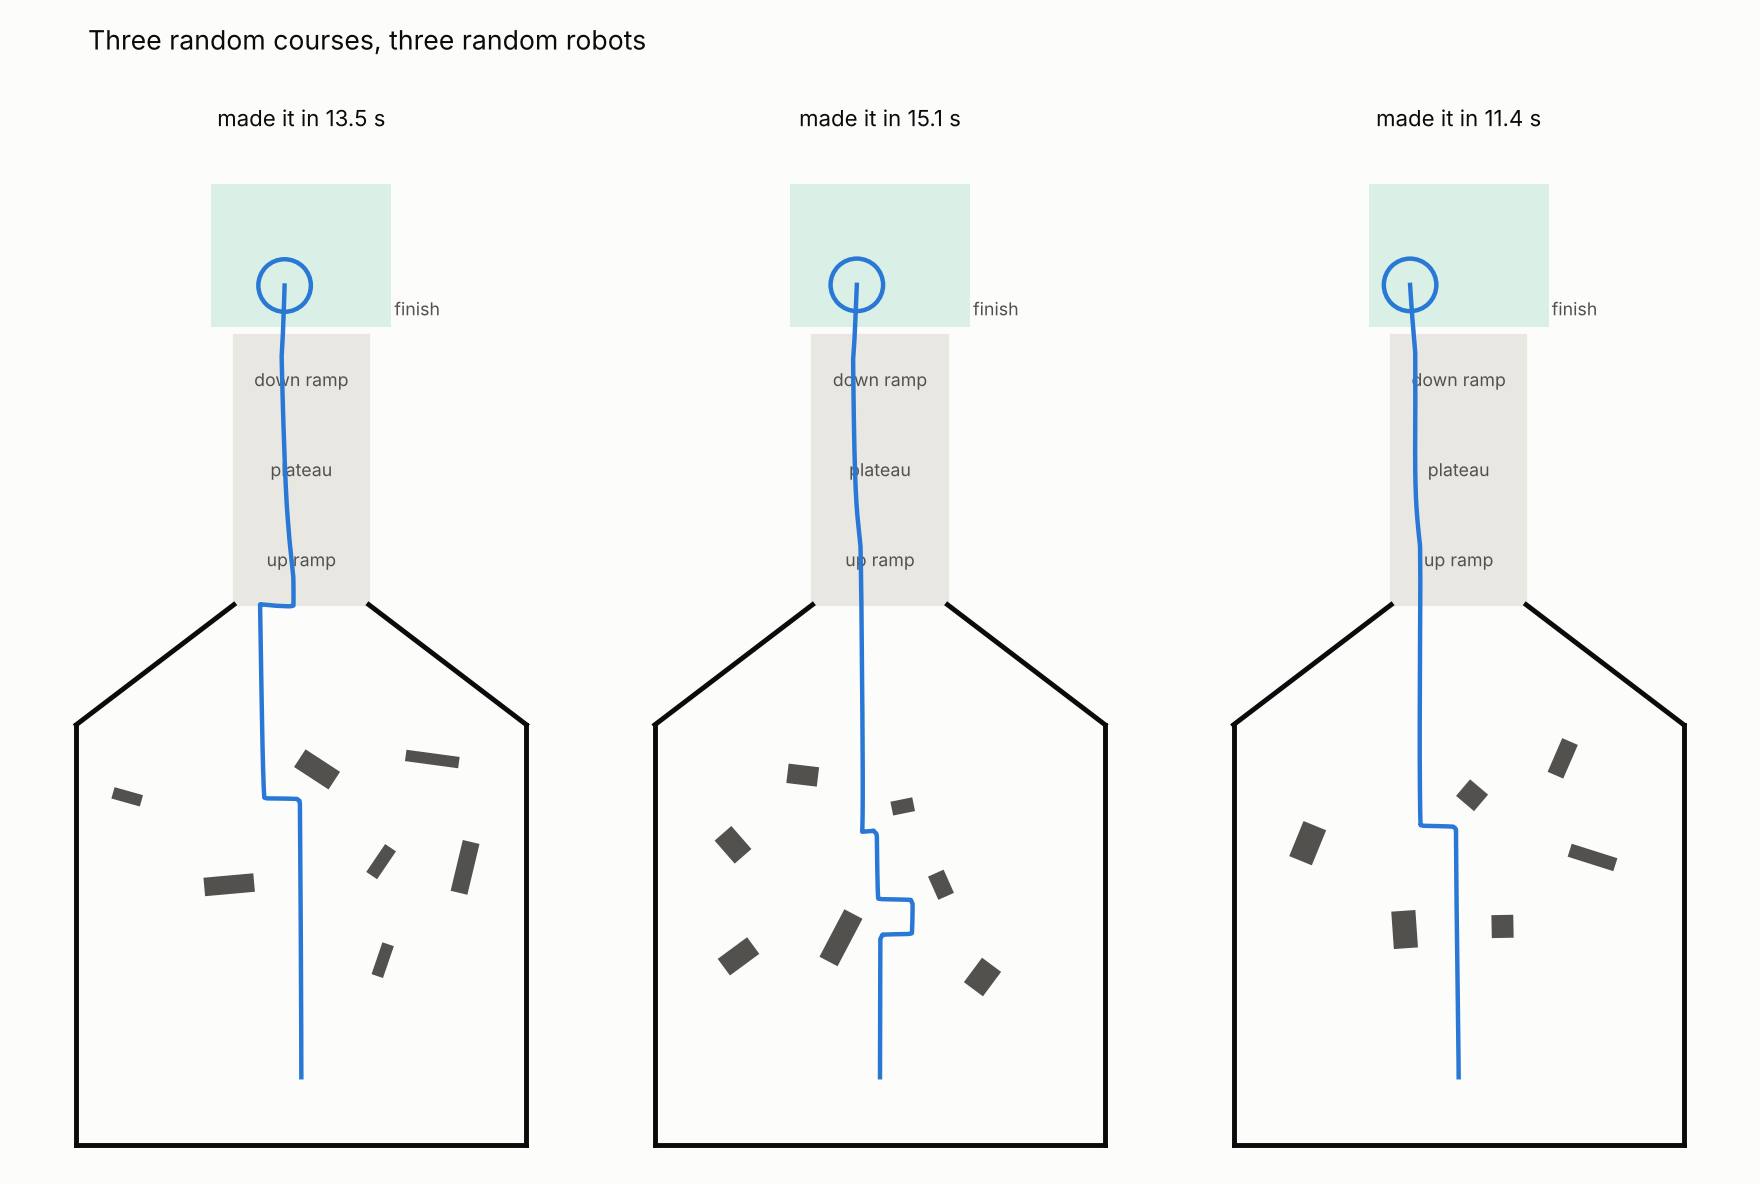 Three random courses, three random robots
made it in 13.5 s
made it in 15.1 s
made it in 11.4 s
finish
finish
finish
down ramp
down ramp
down ramp
plateau
plateau
plateau
up ramp
up ramp
up ramp